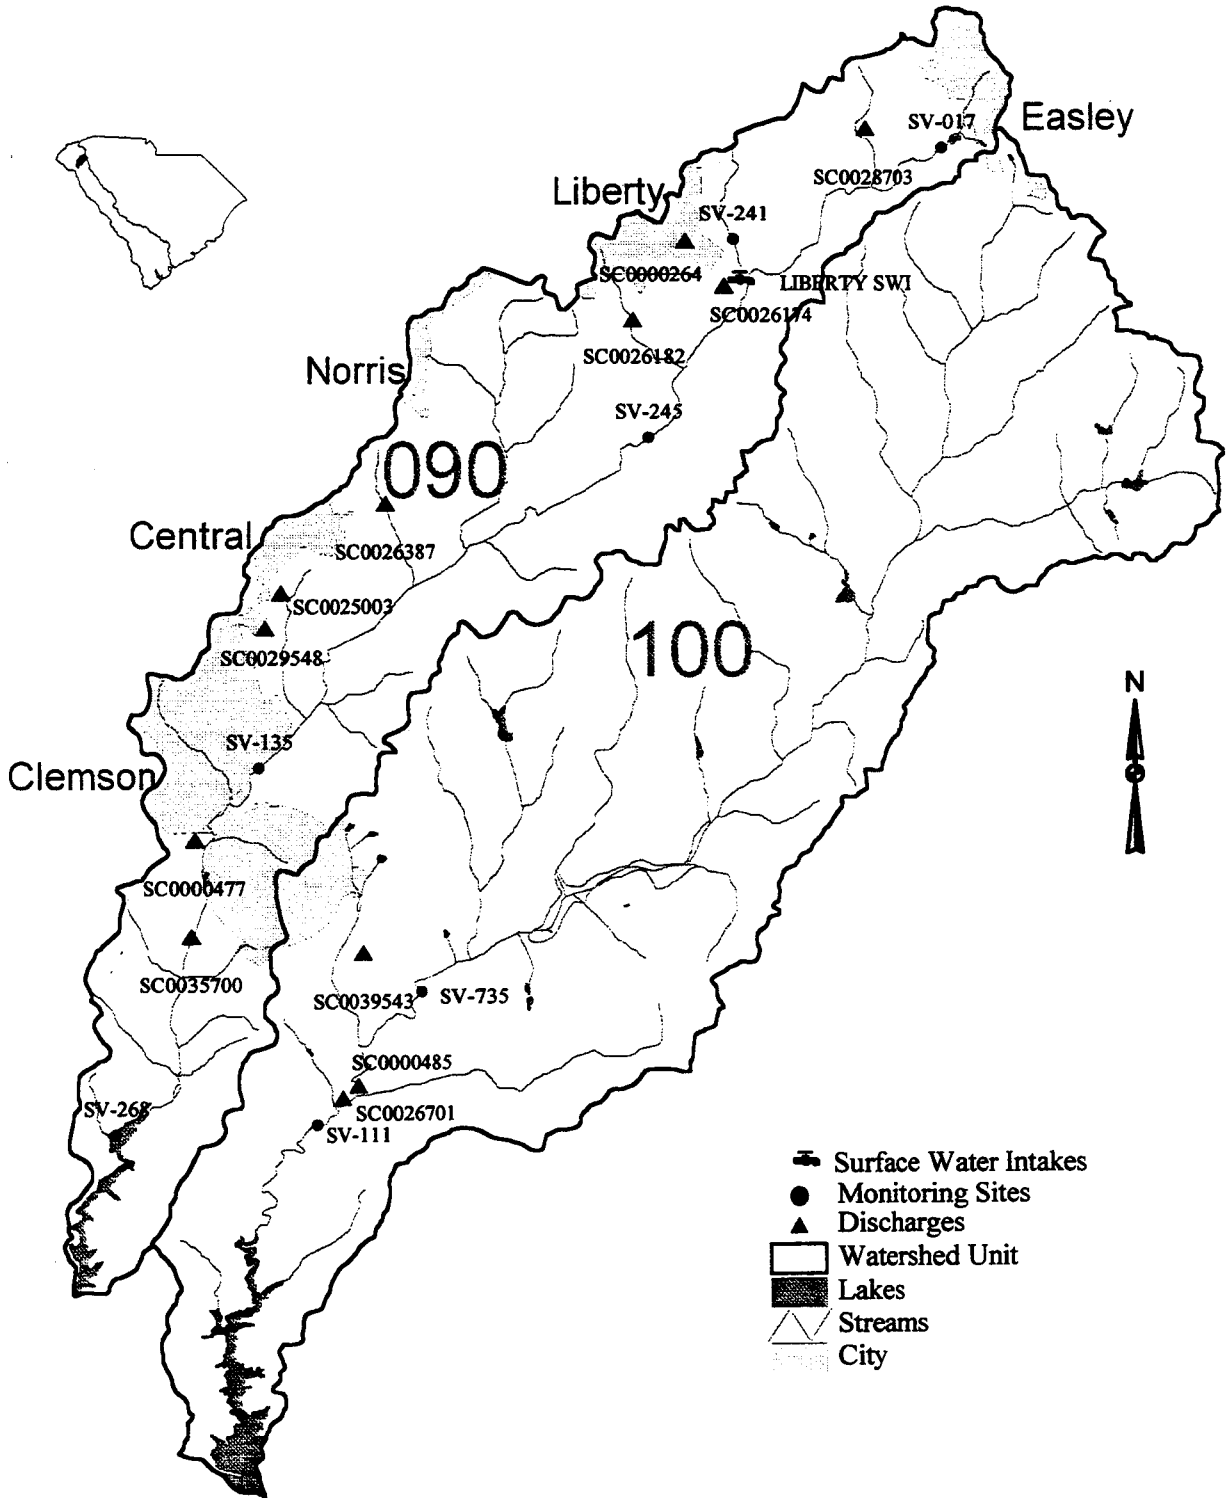 Easley
SV-017
SC0028703
Liberty
SV-241
SC0000264
LIBERTY SWI
SC0026174
SC0026182
Norris
SV-245
090
Central
SC0026387
SC0025003
SC0029548
100
N
SV-135
Clemson
SC0000477
SC0035700
SC0039543
SV-735
SC0000485
SV-268
SC0026701
SV-111
Surface Water Intakes
Monitoring Sites
Discharges
Watershed Unit
Lakes
Streams
City